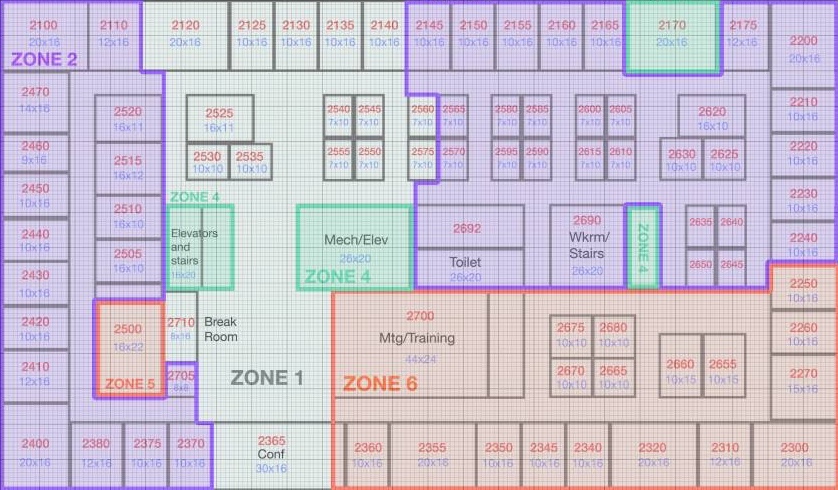 2100 2110 2120 2125 2130 2135 2140 2145 2150 2155 2160 2165 2170 2175 2200
20x16 12x16 20x16 10x16 10x16 10x16 10x16 10x16 10x16 10x16 10x16 10x16 20x16 12x16 20x16
ZONE 2
2470
14x16
2520
16x11
2525
16x11
2540 2545 2560 2565 2580 2585 2600 2605
7x10 7x10 7x10 7x10 7x10 7x10 7x10 7x10
2620
16x10
2210
10x16
2460
9x16
2515
16x12
2530 2535
10x10 10x10
2555 2550 2575 2570 2595 2590 2615 2610
7x10 7x10 7x10 7x10 7x10 7x10 7x10 7x10
2630 2625
10x10 10x10
2220
10x16
2450
10x16
2510
16x10
ZONE 4
2230
10x16
2440
10x16
2505
16x10
Elevators
and
stairs
16x20
Mech/Elev
26x20
ZONE 4
2692
Toilet
26x20
2690
Wkrm/
Stairs
26x20
ZONE 4
2635 2640
2650 2645
2240
10x16
2430
10x16
2250
10x16
2420
10x16
2500
16x22
ZONE 5
2710
8x16
Break
Room
2700
Mtg/Training
44x24
2675 2680
10x10 10x10
2260
10x16
2410
12x16
2705
8x8
ZONE 1
ZONE 6
2670 2665
10x10 10x10
2660 2655
10x15 10x15
2270
15x16
2400 2380 2375 2370
20x16 12x16 10x16 10x16
2365
Conf
30x16
2360 2355 2350 2345 2340 2320 2310 2300
10x16 20x16 10x16 10x16 10x16 20x16 12x16 20x16